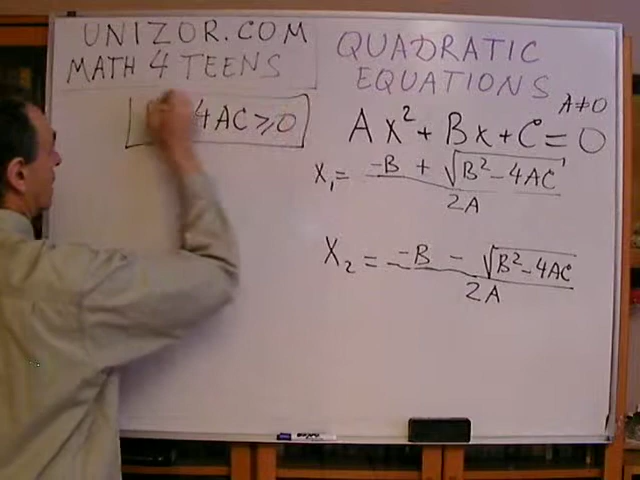 UNIZOR.COM
MATH 4 TEENS
QUADRATIC
EQUATIONS
A≠0
4AC ≥ 0
Ax² + Bx + C = 0
X₁ = (-B + √(B² - 4AC)) / 2A
X₂ = (-B - √(B² - 4AC)) / 2A